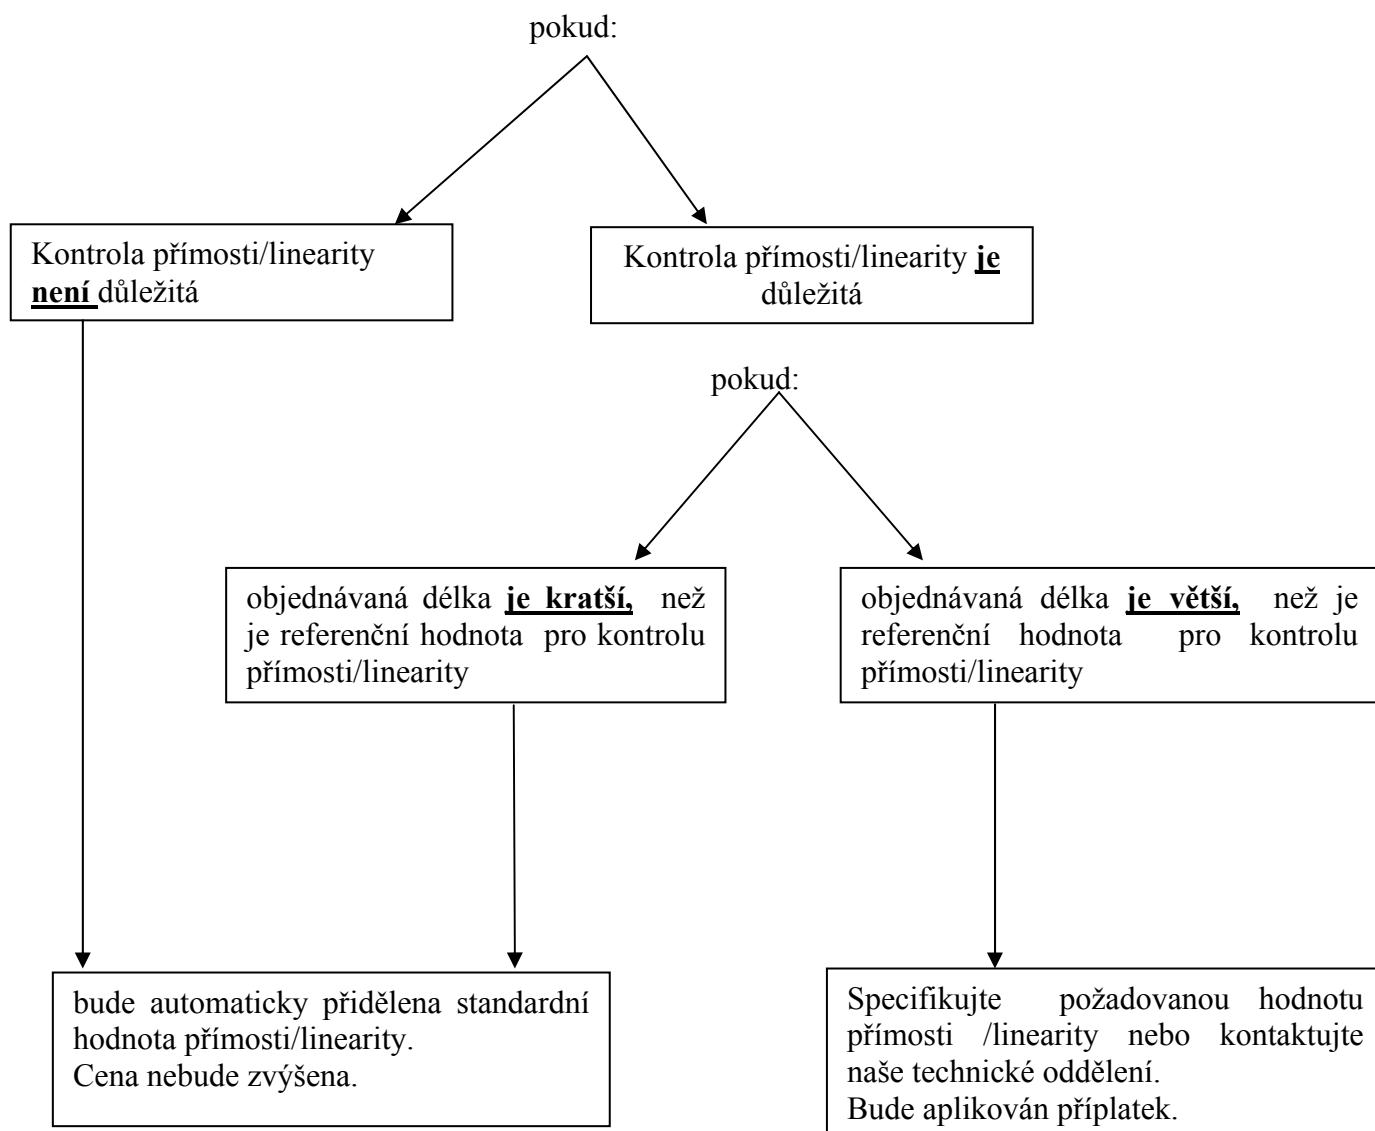 pokud:
Kontrola přímosti/linearity
není důležitá
Kontrola přímosti/linearity je
důležitá
pokud:
objednávaná délka je kratší, než
je referenční hodnota pro kontrolu
přímosti/linearity
objednávaná délka je větší, než je
referenční hodnota pro kontrolu
přímosti/linearity
bude automaticky přidělena standardní
hodnota přímosti/linearity.
Cena nebude zvýšena.
Specifikujte požadovanou hodnotu
přímosti /linearity nebo kontaktujte
naše technické oddělení.
Bude aplikován příplatek.